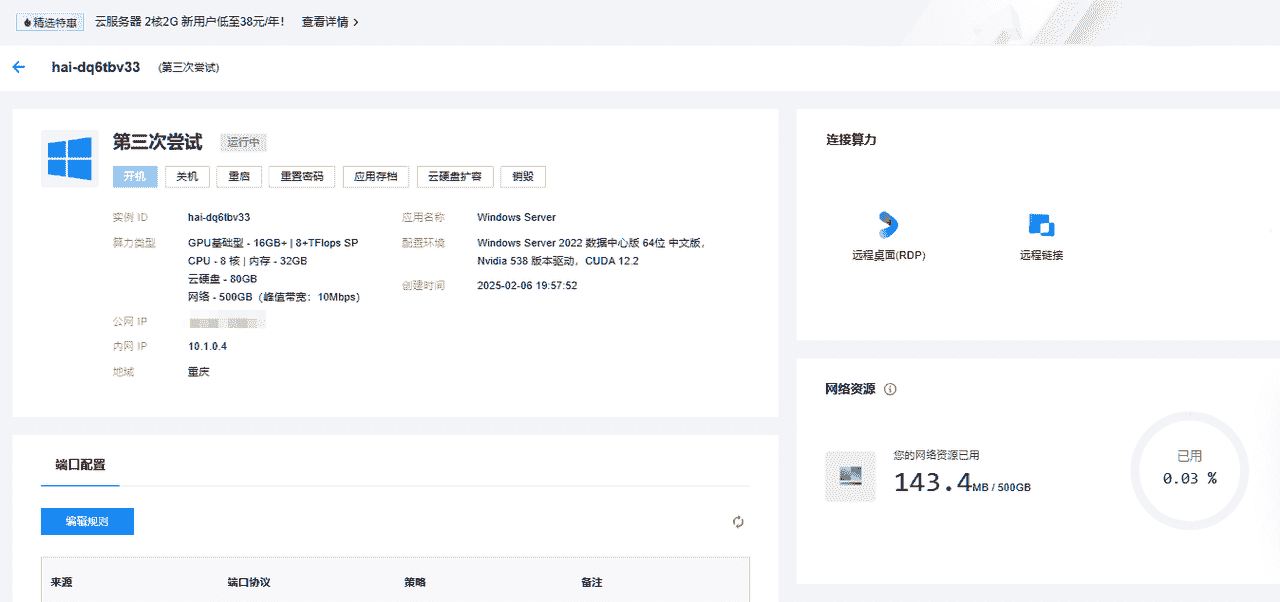 精选特惠 云服务器 2核2G 新用户低至38元/年! 查看详情 >
hai-dq6tbv33 (第三次尝试)
第三次尝试 运行中
开机 关机 重启 重置密码 应用存档 云硬盘扩容 销毁
实例 ID hai-dq6tbv33
算力类型 GPU基础型 - 16GB+ | 8+TFlops SP
CPU - 8 核 | 内存 - 32GB
云硬盘 - 80GB
网络 - 500GB（峰值带宽：10Mbps）
公网 IP
内网 IP 10.1.0.4
地域 重庆
应用名称 Windows Server
配置环境 Windows Server 2022 数据中心版 64位 中文版，
Nvidia 538 版本驱动，CUDA 12.2
创建时间 2025-02-06 19:57:52
连接算力
远程桌面(RDP) 远程链接
网络资源
您的网络资源已用
143.4MB / 500GB
已用
0.03 %
端口配置
编辑规则
来源 端口协议 策略 备注